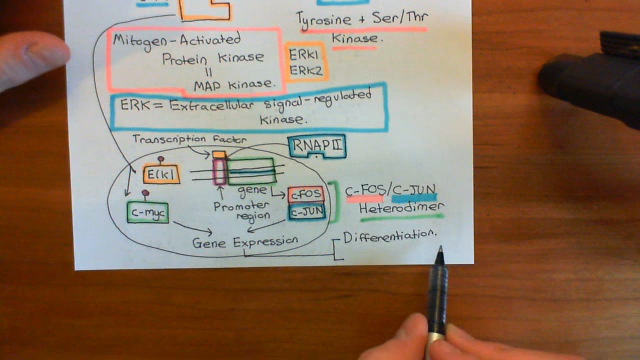 Tyrosine + Ser/Thr
Kinase.
Mitogen-Activated
Protein Kinase
=
MAP Kinase.
ERK1
ERK2
ERK = Extracellular signal-regulated
kinase.
Transcription factor
RNAP II
Elk1
gene
c-FOS
c-JUN
c-FOS/c-JUN
Heterodimer
c-myc
Promoter
region
Gene Expression
Differentiation.